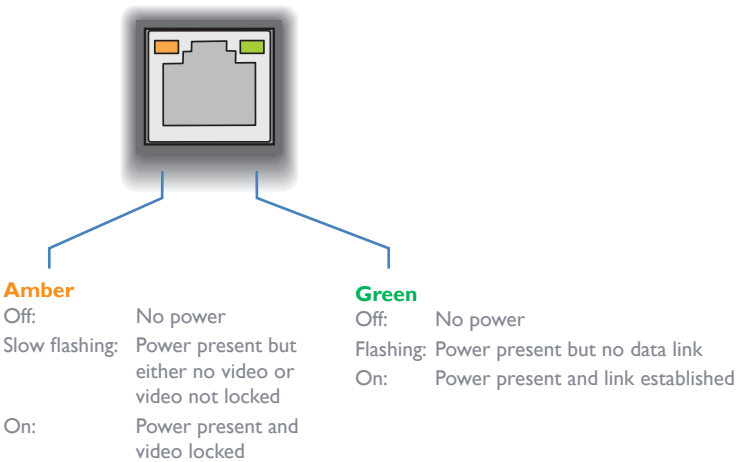 Amber
Off: No power
Slow flashing: Power present but
either no video or
video not locked
On: Power present and
video locked
Green
Off: No power
Flashing: Power present but no data link
On: Power present and link established